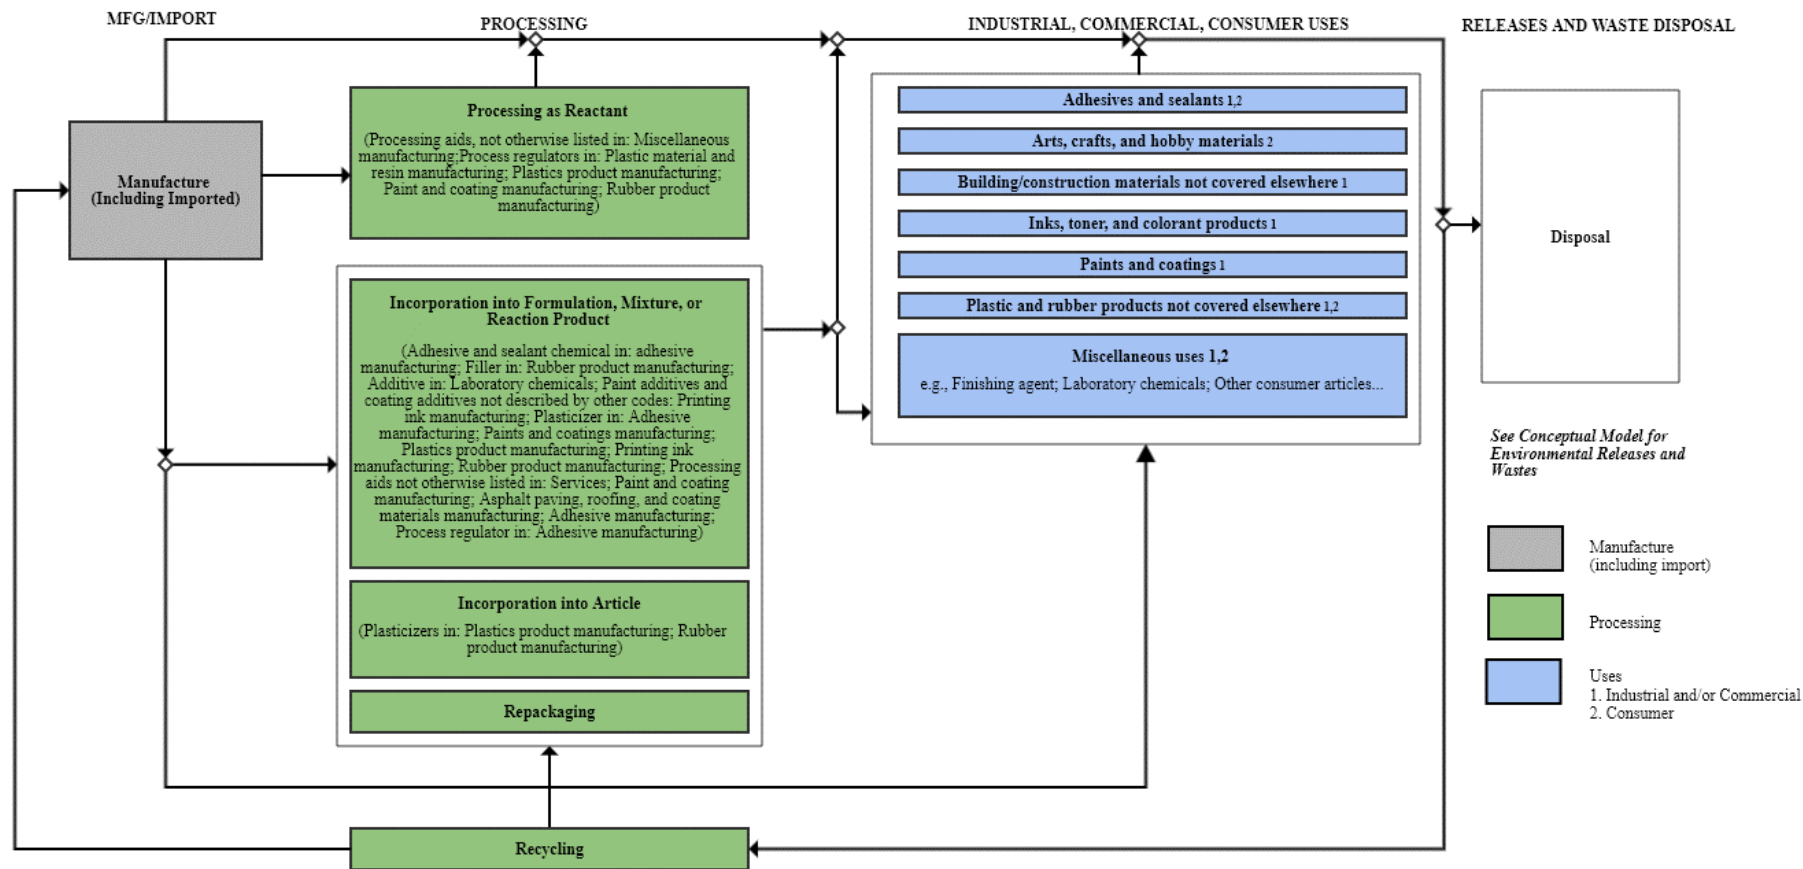 MFG/IMPORT
PROCESSING
INDUSTRIAL, COMMERCIAL, CONSUMER USES
RELEASES AND WASTE DISPOSAL
Manufacture
(Including Imported)
Processing as Reactant
(Processing aids, not otherwise listed in: Miscellaneous
manufacturing;Process regulators in: Plastic material and
resin manufacturing; Plastics product manufacturing;
Paint and coating manufacturing; Rubber product
manufacturing)
Incorporation into Formulation, Mixture, or
Reaction Product
(Adhesive and sealant chemical in: adhesive
manufacturing; Filler in: Rubber product manufacturing;
Additive in: Laboratory chemicals; Paint additives and
coating additives not described by other codes: Printing
ink manufacturing; Plasticizer in: Adhesive
manufacturing; Paints and coatings manufacturing;
Plastics product manufacturing; Printing ink
manufacturing; Rubber product manufacturing; Processing
aids not otherwise listed in: Services; Paint and coating
manufacturing; Asphalt paving, roofing, and coating
materials manufacturing; Adhesive manufacturing;
Process regulator in: Adhesive manufacturing)
Incorporation into Article
(Plasticizers in: Plastics product manufacturing; Rubber
product manufacturing)
Repackaging
Recycling
Adhesives and sealants 1,2
Arts, crafts, and hobby materials 2
Building/construction materials not covered elsewhere 1
Inks, toner, and colorant products 1
Paints and coatings 1
Plastic and rubber products not covered elsewhere 1,2
Miscellaneous uses 1,2
e.g., Finishing agent; Laboratory chemicals; Other consumer articles...
Disposal
See Conceptual Model for
Environmental Releases and
Wastes
Manufacture
(including import)
Processing
Uses
1. Industrial and/or Commercial
2. Consumer